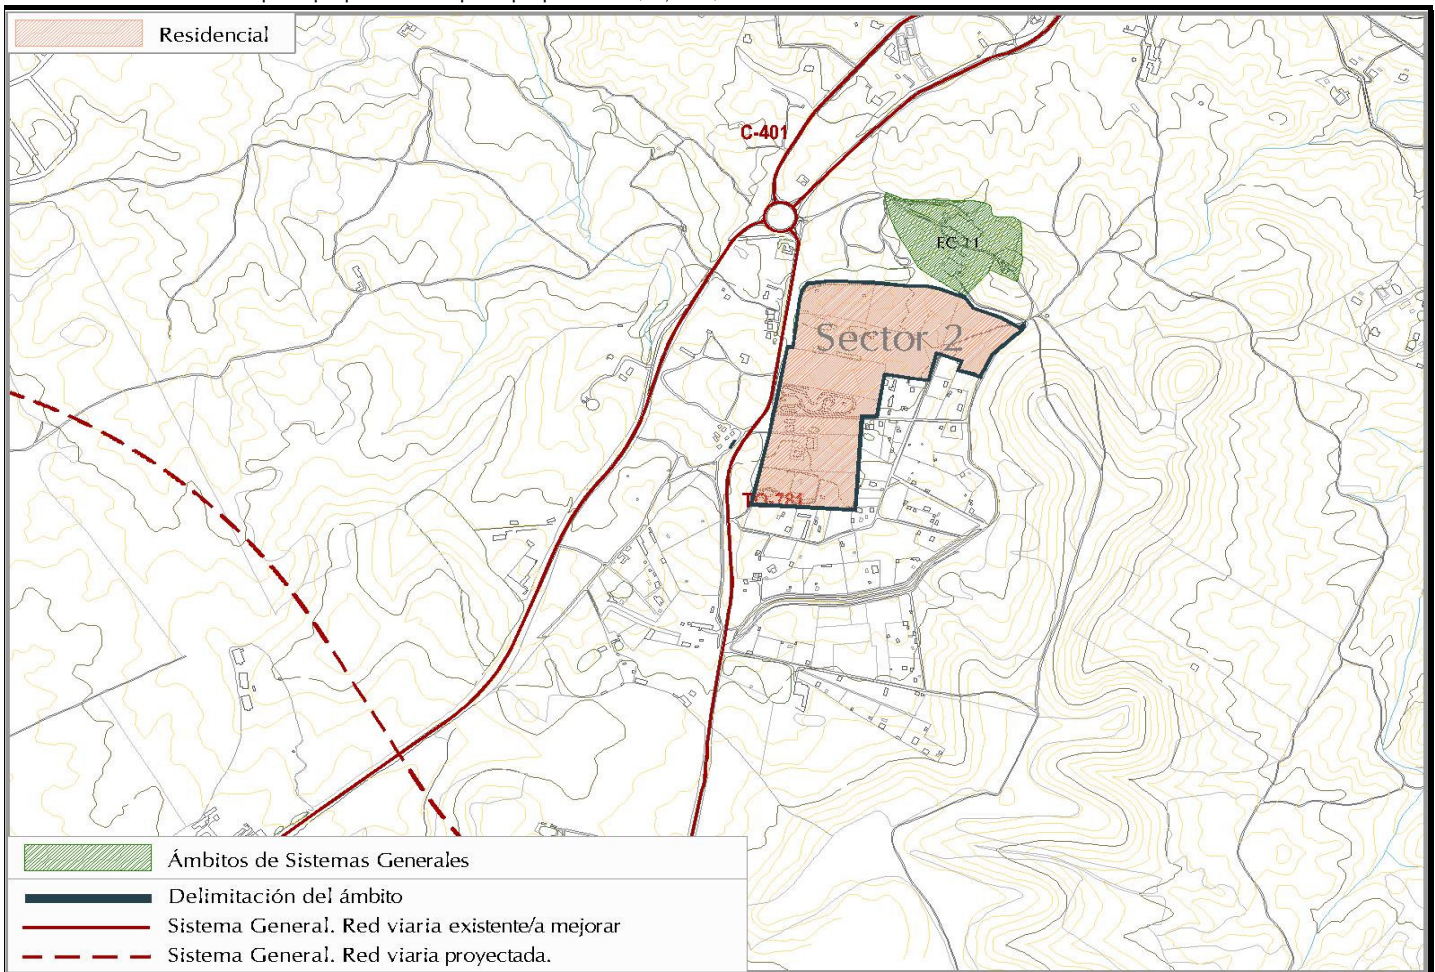 Residencial
C-401
EC-11
Sector 2
TO-781
Ámbitos de Sistemas Generales
Delimitación del ámbito
Sistema General. Red viaria existente/a mejorar
Sistema General. Red viaria proyectada.